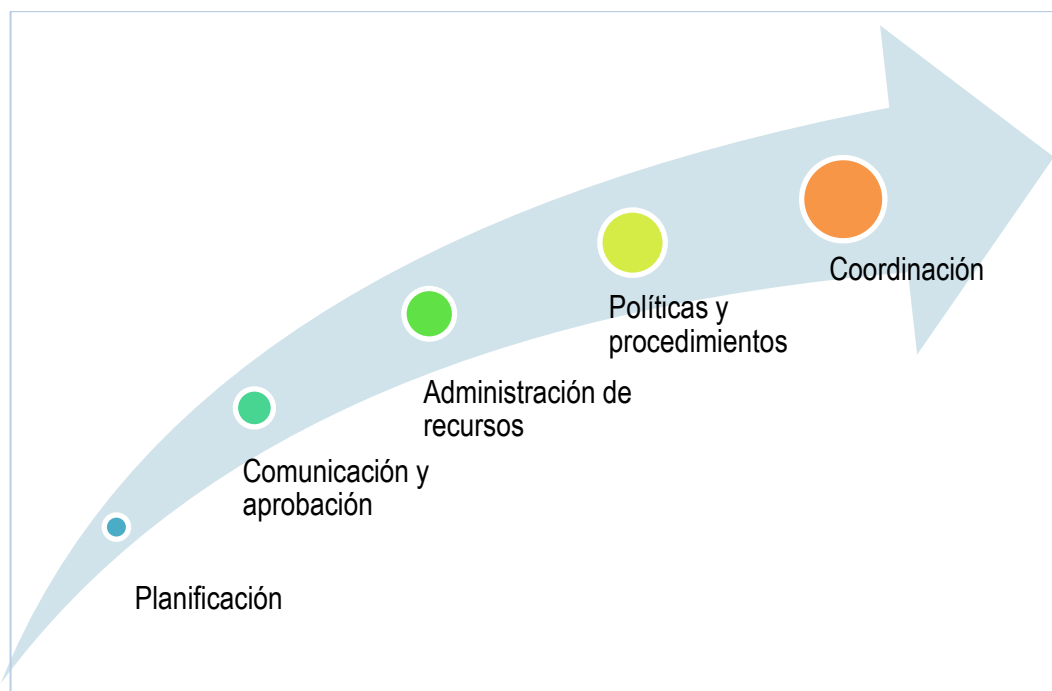 Planificación
Comunicación y
aprobación
Administración de
recursos
Políticas y
procedimientos
Coordinación